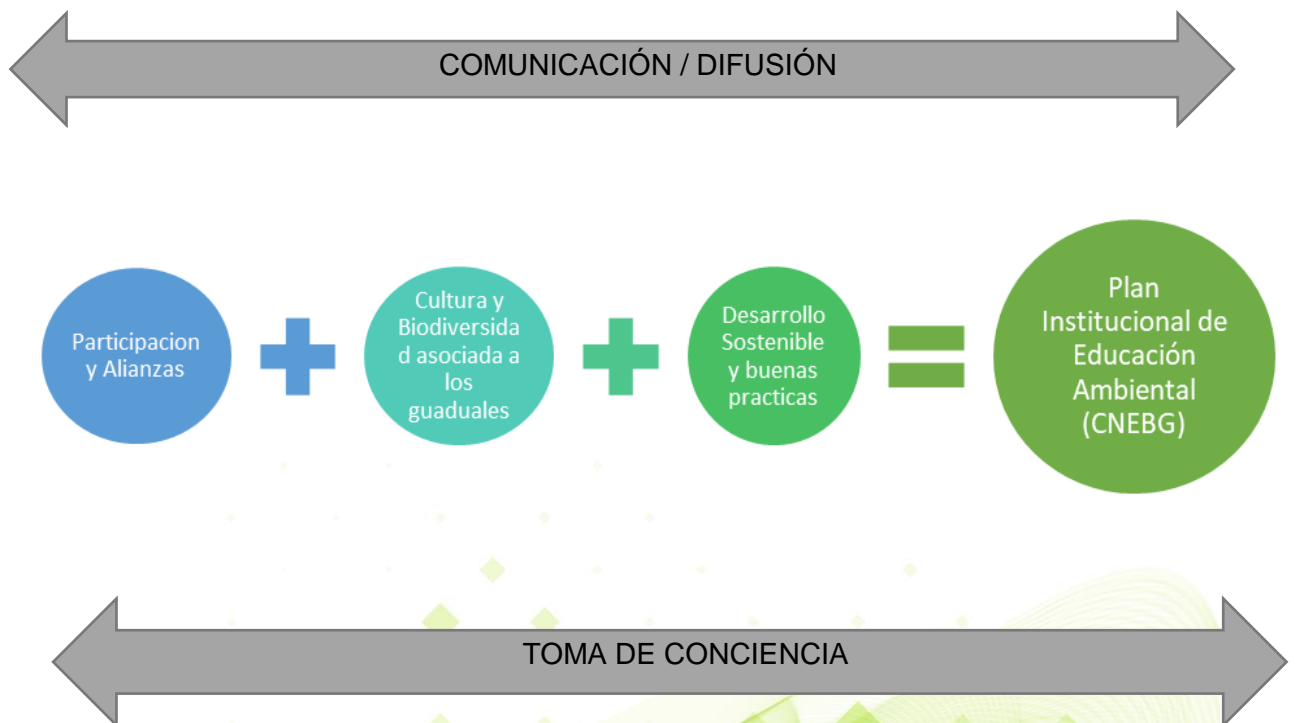 COMUNICACIÓN / DIFUSIÓN
Participacion
y Alianzas
Cultura y
Biodiversida
d asociada a
los
guaduales
Desarrollo
Sostenible
y buenas
practicas
Plan
Institucional de
Educación
Ambiental
(CNEBG)
TOMA DE CONCIENCIA